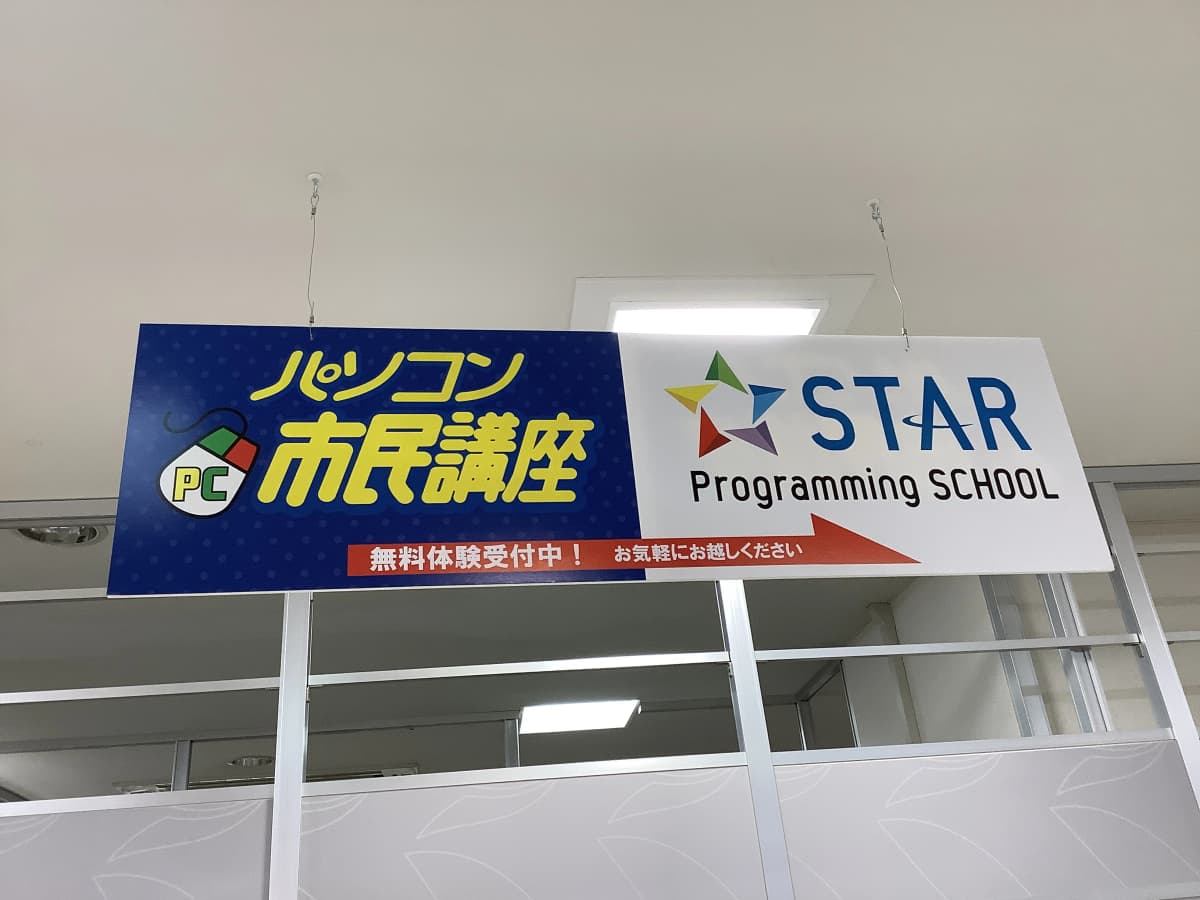 パソコン
市民講座
PC
STAR
Programming SCHOOL
無料体験受付中! お気軽にお越しください